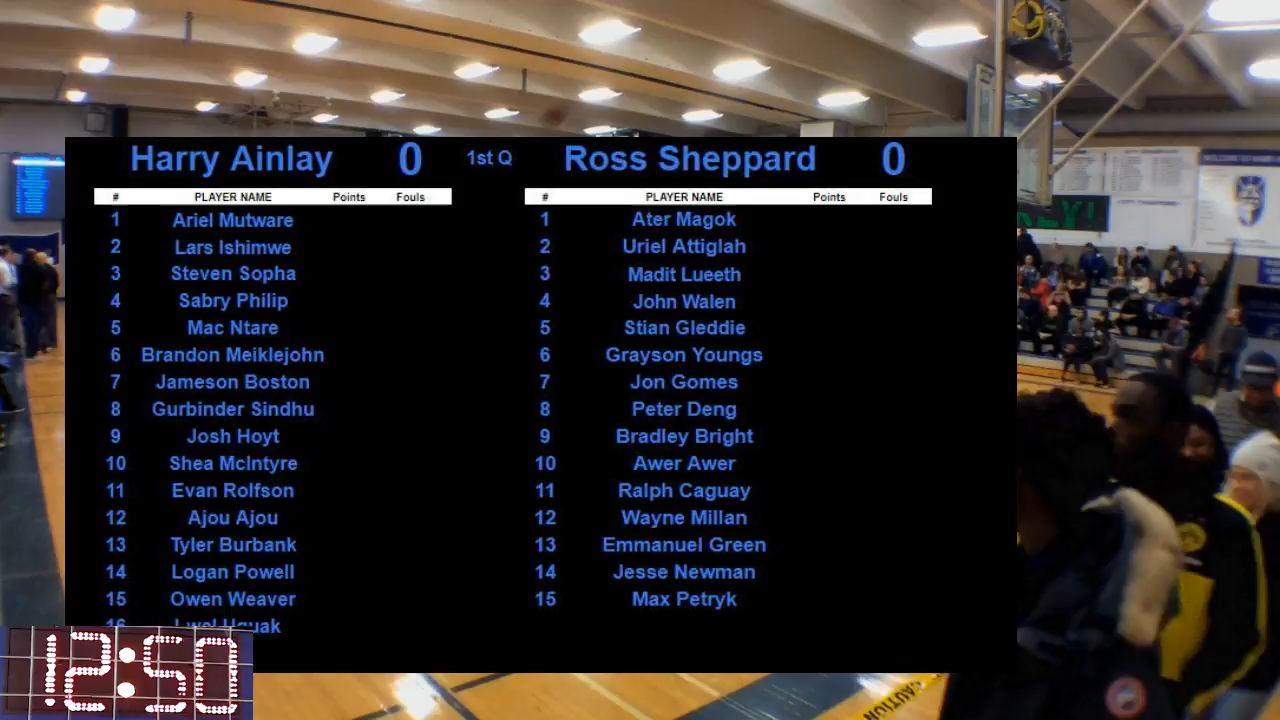 Harry Ainlay 0 1st Q Ross Sheppard 0
# PLAYER NAME Points Fouls # PLAYER NAME Points Fouls
1 Ariel Mutware 1 Ater Magok
2 Lars Ishimwe 2 Uriel Attiglah
3 Steven Sopha 3 Madit Lueeth
4 Sabry Philip 4 John Walen
5 Mac Ntare 5 Stian Gleddie
6 Brandon Meiklejohn 6 Grayson Youngs
7 Jameson Boston 7 Jon Gomes
8 Gurbinder Sindhu 8 Peter Deng
9 Josh Hoyt 9 Bradley Bright
10 Shea McIntyre 10 Awer Awer
11 Evan Rolfson 11 Ralph Caguay
12 Ajou Ajou 12 Wayne Millan
13 Tyler Burbank 13 Emmanuel Green
14 Logan Powell 14 Jesse Newman
15 Owen Weaver 15 Max Petryk
16
12:50
CAUTION